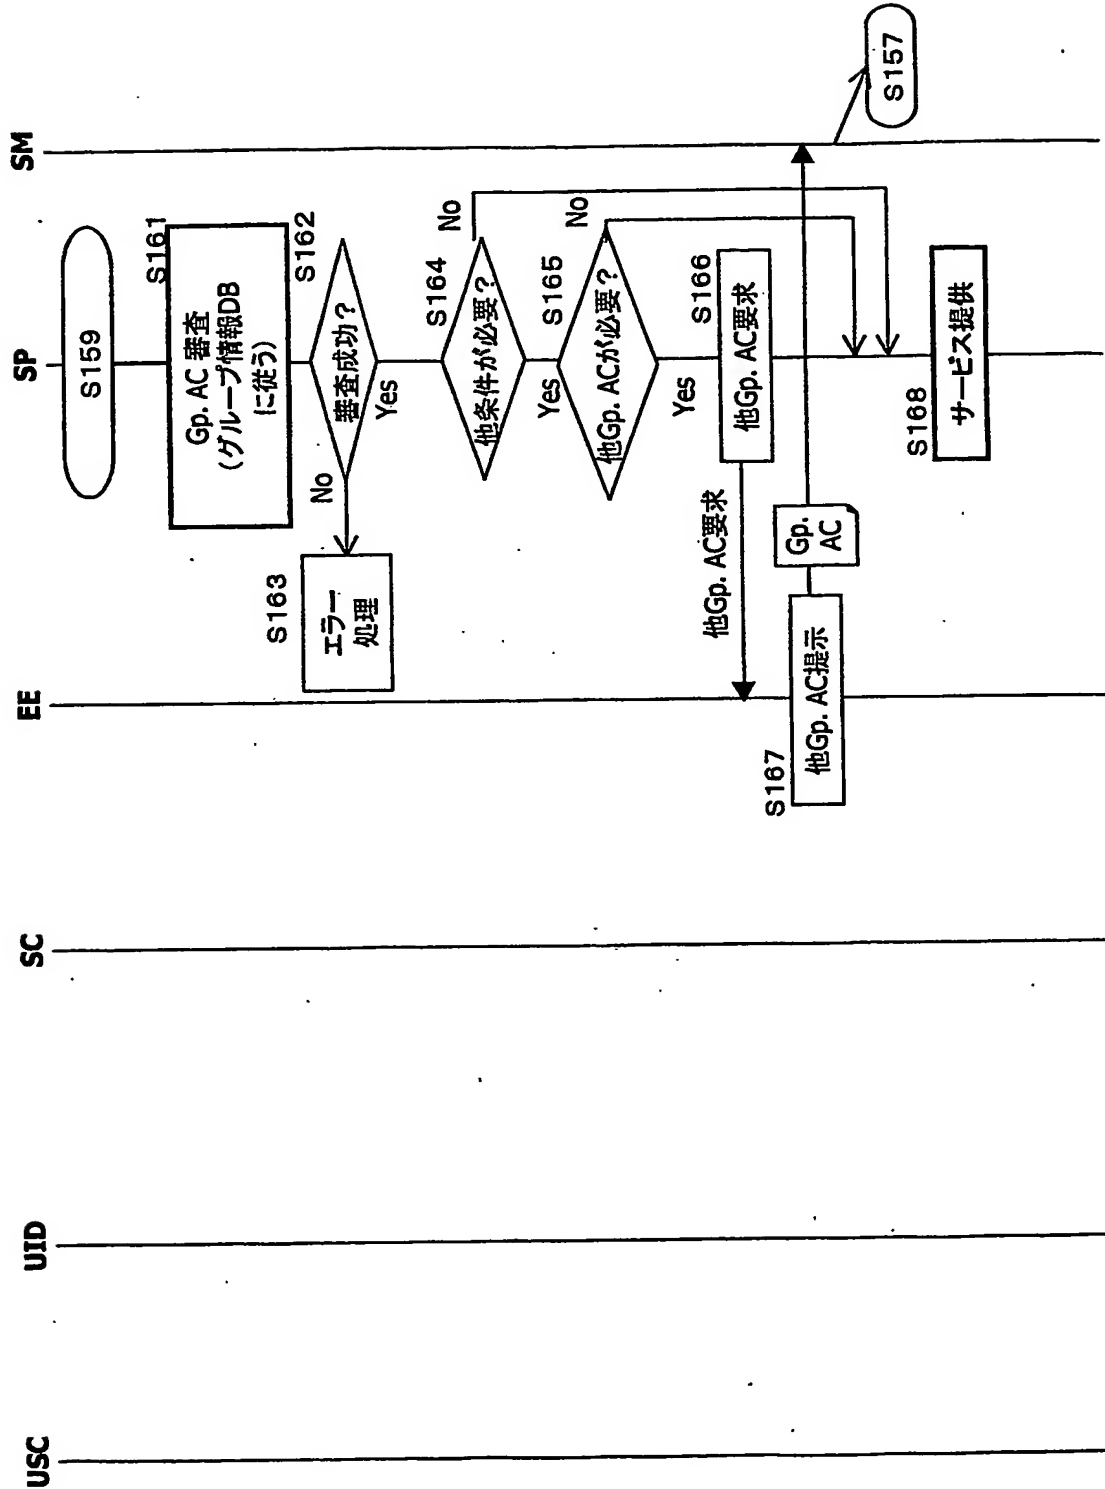 USC
UID
SC
EE
SP
SM
S159
S161
Gp. AC 審査
(グループ情報DB
に従う)
S162
審査成功?
No
Yes
S163
エラー
処理
S164
他条件が必要?
No
Yes
S165
他Gp. ACが必要?
No
Yes
S166
他Gp. AC要求
他Gp. AC要求
S167
他Gp. AC提示
Gp.
AC
S157
S168
サービス提供